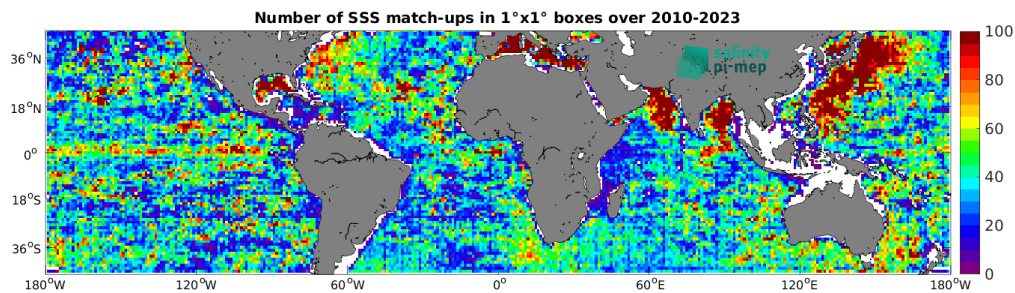 Number of SSS match-ups in 1°x1° boxes over 2010-2023
salinity
pi-mep
100
80
60
40
20
0
36°N
18°N
0°
18°S
36°S
180°W
120°W
60°W
0°
60°E
120°E
180°W